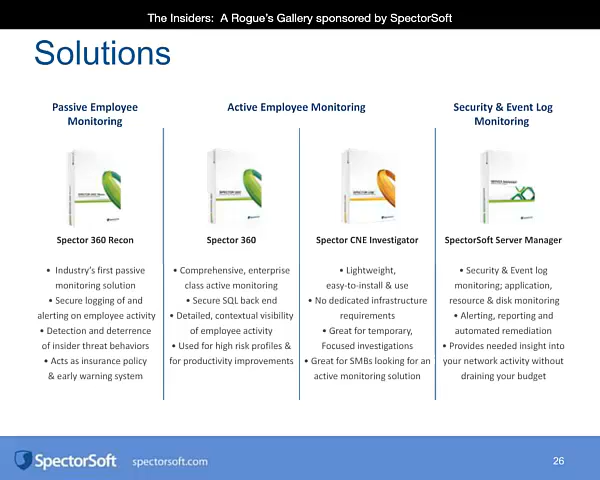 The Insiders:  A Rogue's Gallery sponsored by SpectorSoft
Solutions
Passive Employee
Monitoring
Spector 360 Recon
• Industry's first passive
monitoring solution
• Secure logging of and
alerting on employee activity
• Detection and deterrence
of insider threat behaviors
• Acts as insurance policy
& early warning system
Active Employee Monitoring
Spector 360
• Comprehensive, enterprise
class active monitoring
• Secure SQL back end
• Detailed, contextual visibility
of employee activity
• Used for high risk profiles &
for productivity improvements
Spector CNE Investigator
• Lightweight,
easy-to-install & use
• No dedicated infrastructure
requirements
• Great for temporary,
Focused investigations
• Great for SMBs looking for an
active monitoring solution
Security & Event Log
Monitoring
SpectorSoft Server Manager
• Security & Event log
monitoring; application,
resource & disk monitoring
• Alerting, reporting and
automated remediation
• Provides needed insight into
your network activity without
draining your budget
SpectorSoft
spectorsoft.com
26